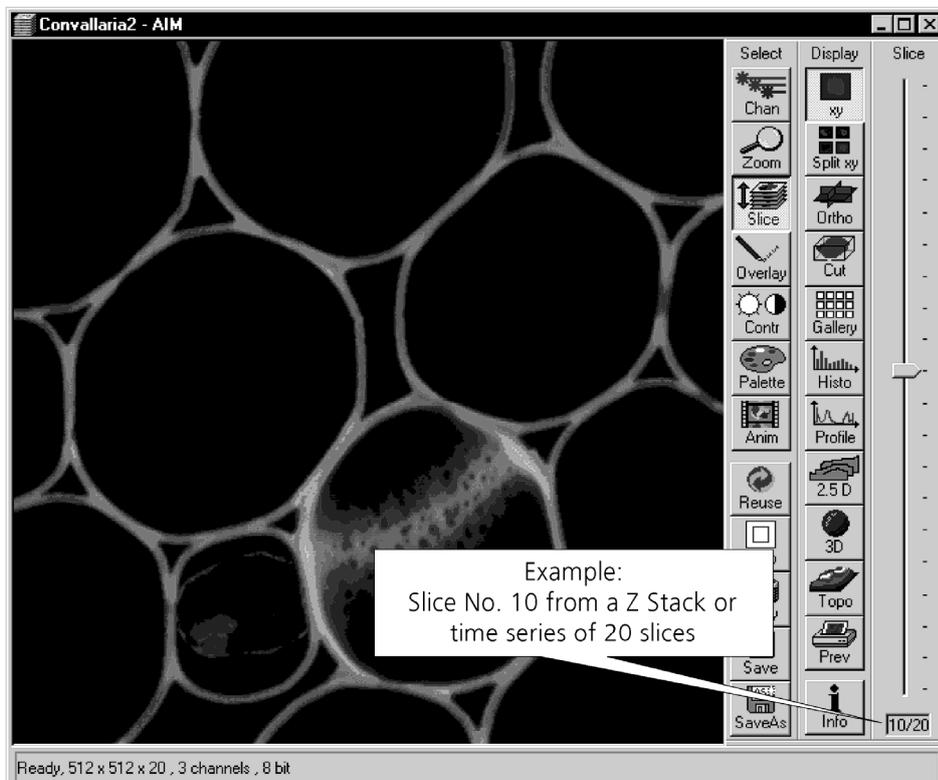 Convallaria2 - AIM
Select
Chan
Zoom
Slice
Overlay
Contr
Palette
Anim
Reuse
Save
SaveAs
Display
xy
Split xy
Ortho
Cut
Gallery
Histo
Profile
2.5 D
3D
Topo
Prev
Info
Slice
10/20
Example:
Slice No. 10 from a Z Stack or
time series of 20 slices
Ready, 512 x 512 x 20 , 3 channels , 8 bit